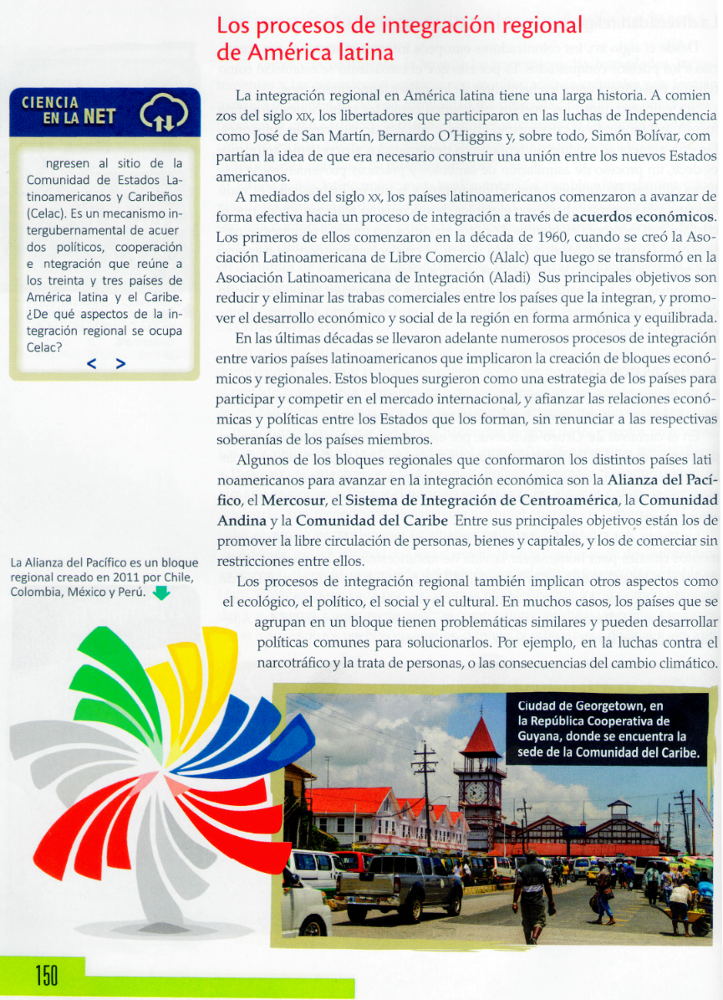 Los procesos de integración regional
de América latina
La integración regional en América latina tiene una larga historia. A comien
zos del siglo XIX, los libertadores que participaron en las luchas de Independencia
como José de San Martín, Bernardo O'Higgins y, sobre todo, Simón Bolívar, com
partían la idea de que era necesario construir una unión entre los nuevos Estados
americanos.
A mediados del siglo XX, los países latinoamericanos comenzaron a avanzar de
forma efectiva hacia un proceso de integración a través de acuerdos económicos.
Los primeros de ellos comenzaron en la década de 1960, cuando se creó la Aso-
ciación Latinoamericana de Libre Comercio (Alalc) que luego se transformó en la
Asociación Latinoamericana de Integración (Aladi) Sus principales objetivos son
reducir y eliminar las trabas comerciales entre los países que la integran, y promo-
ver el desarrollo económico y social de la región en forma armónica y equilibrada.
En las últimas décadas se llevaron adelante numerosos procesos de integración
entre varios países latinoamericanos que implicaron la creación de bloques econó-
micos y regionales. Estos bloques surgieron como una estrategia de los países para
participar y competir en el mercado internacional, y afianzar las relaciones econó-
micas y políticas entre los Estados que los forman, sin renunciar a las respectivas
soberanías de los países miembros.
Algunos de los bloques regionales que conformaron los distintos países lati
noamericanos para avanzar en la integración económica son la Alianza del Pací-
fico, el Mercosur, el Sistema de Integración de Centroamérica, la Comunidad
Andina y la Comunidad del Caribe Entre sus principales objetivos están los de
promover la libre circulación de personas, bienes y capitales, y los de comerciar sin
restricciones entre ellos.
Los procesos de integración regional también implican otros aspectos como
el ecológico, el político, el social y el cultural. En muchos casos, los países que se
agrupan en un bloque tienen problemáticas similares y pueden desarrollar
políticas comunes para solucionarlos. Por ejemplo, en la luchas contra el
narcotráfico y la trata de personas, o las consecuencias del cambio climático.
CIENCIA
EN LA NET
ngresen al sitio de la
Comunidad de Estados La-
tinoamericanos y Caribeños
(Celac). Es un mecanismo in-
tergubernamental de acuer
dos políticos, cooperación
e ntegración que reúne a
los treinta y tres países de
América latina y el Caribe.
¿De qué aspectos de la in-
tegración regional se ocupa
Celac?
< >
La Alianza del Pacífico es un bloque
regional creado en 2011 por Chile,
Colombia, México y Perú.
Ciudad de Georgetown, en
la República Cooperativa de
Guyana, donde se encuentra la
sede de la Comunidad del Caribe.
150